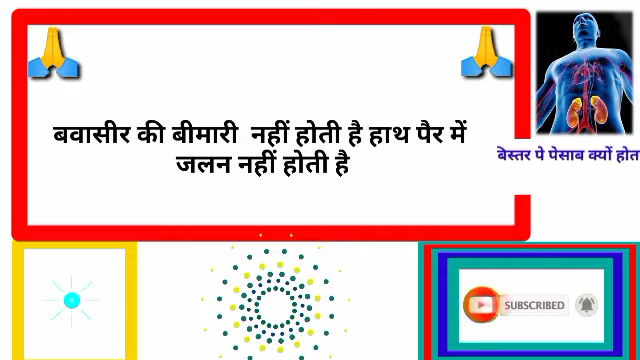 बवासीर की बीमारी नहीं होती है हाथ पैर में
जलन नहीं होती है
बिस्तर पे पेसाब क्यों होत
SUBSCRIBED